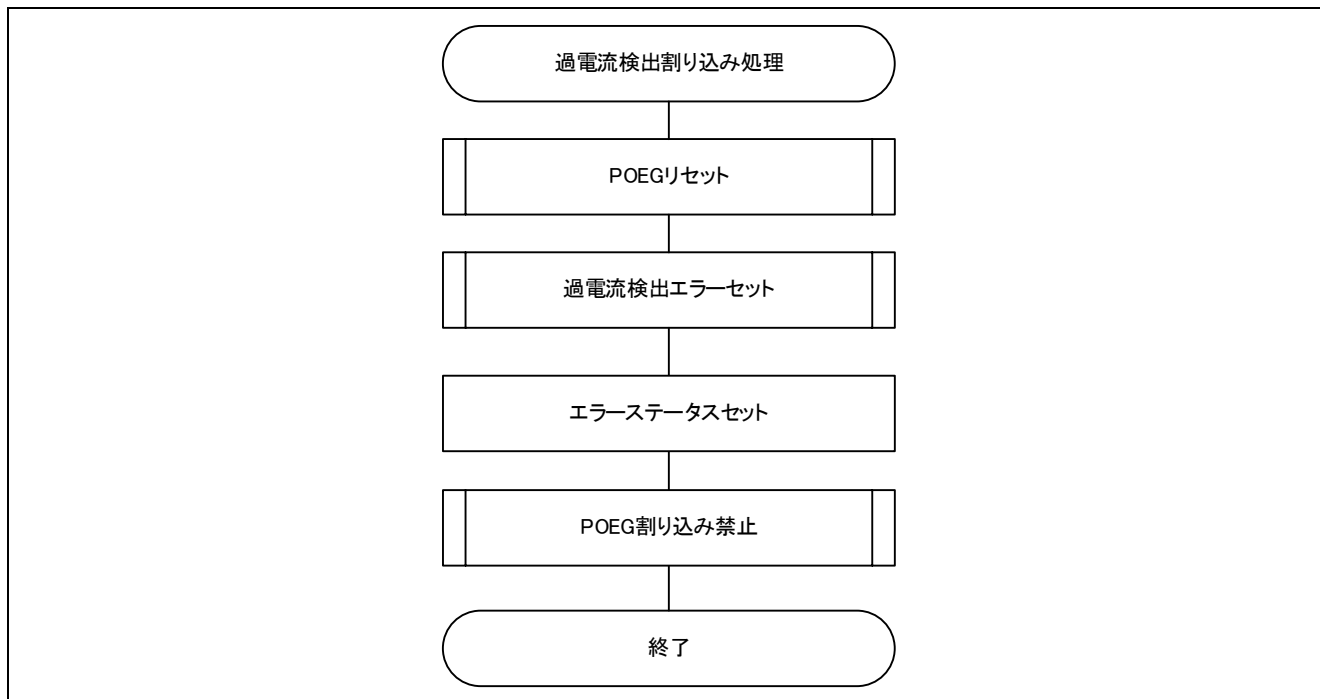 過電流検出割り込み処理
POEGリセット
過電流検出エラーセット
エラーステータスセット
POEG割り込み禁止
終了